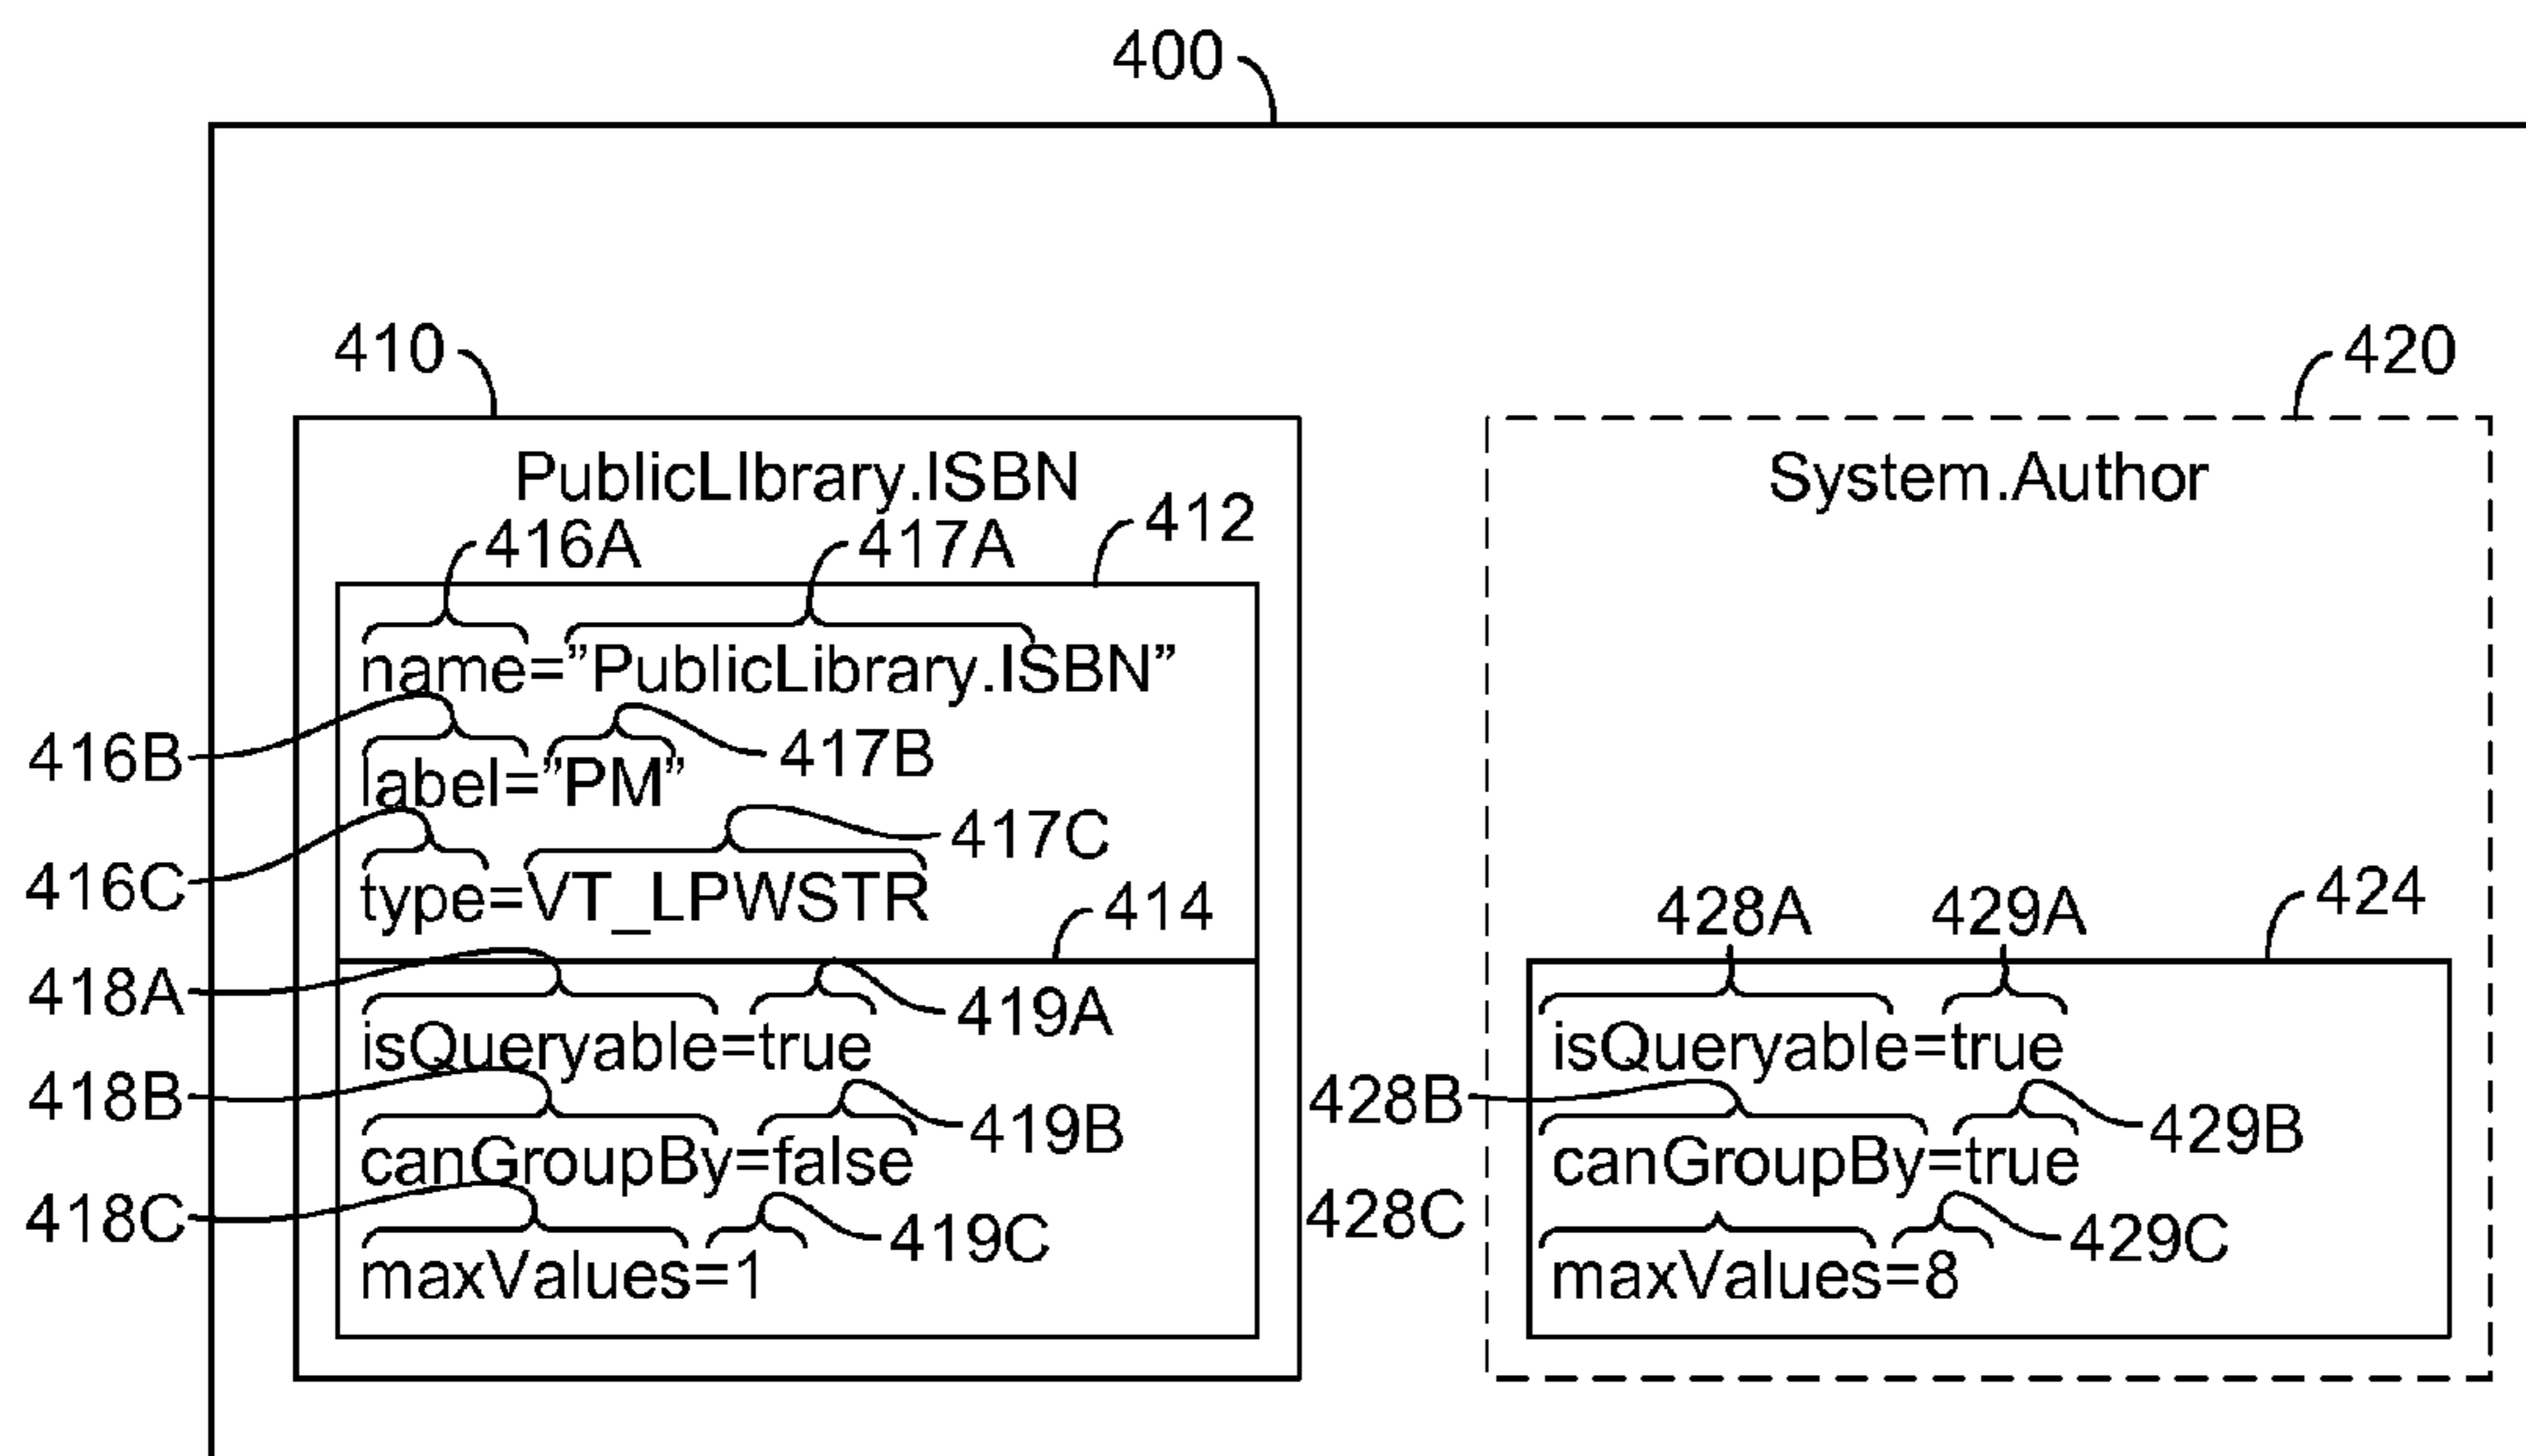 400
410
420
PublicLIbrary.ISBN
System.Author
412
416A
417A
name=”PublicLibrary.ISBN”
416B
417B
label=”PM”
417C
416C
type=VT_LPWSTR
414
428A
429A
424
418A
419A
isQueryable=true
isQueryable=true
418B
419B
428B
429B
canGroupBy=false
canGroupBy=true
418C
419C
428C
429C
maxValues=1
maxValues=8